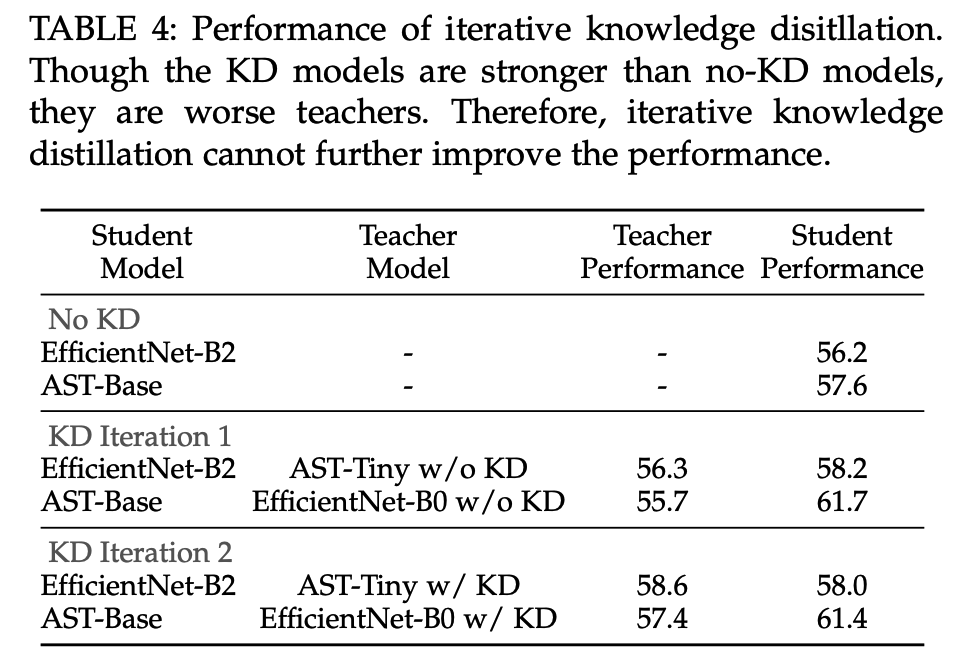 TABLE 4: Performance of iterative knowledge disitllation.
Though the KD models are stronger than no-KD models,
they are worse teachers. Therefore, iterative knowledge
distillation cannot further improve the performance.
Student Model Teacher Model Teacher Performance Student Performance
No KD
EfficientNet-B2 - - 56.2
AST-Base - - 57.6
KD Iteration 1
EfficientNet-B2 AST-Tiny w/o KD 56.3 58.2
AST-Base EfficientNet-B0 w/o KD 55.7 61.7
KD Iteration 2
EfficientNet-B2 AST-Tiny w/ KD 58.6 58.0
AST-Base EfficientNet-B0 w/ KD 57.4 61.4